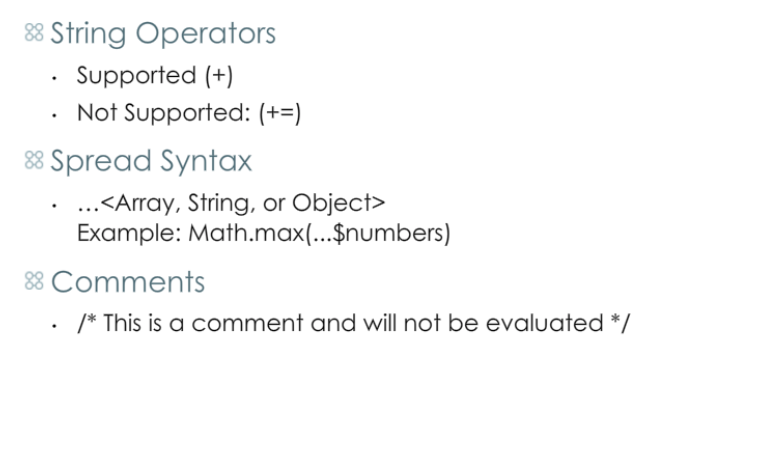 String Operators
· Supported (+)
· Not Supported: (+=)
Spread Syntax
· …<Array, String, or Object>
Example: Math.max(...$numbers)
Comments
· /* This is a comment and will not be evaluated */